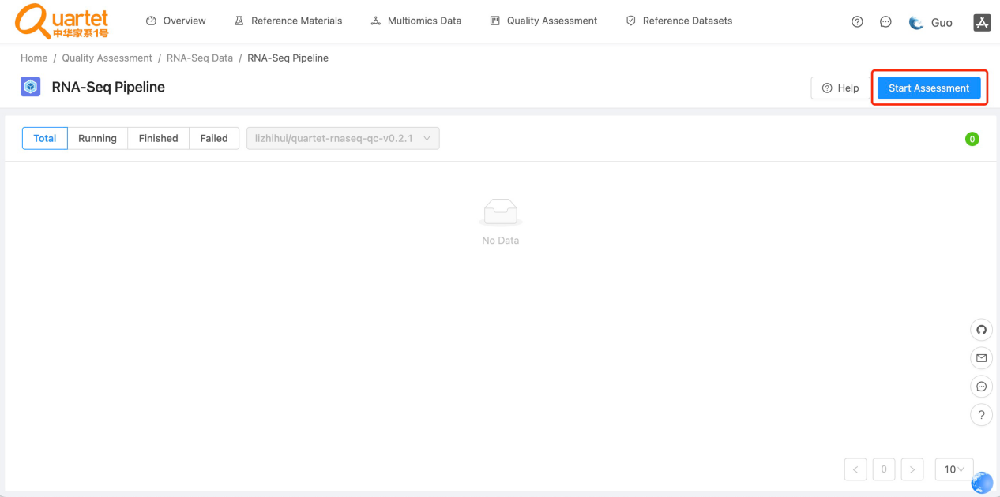 Quartet
中华家系1号
Overview
Reference Materials
Multiomics Data
Quality Assessment
Reference Datasets
Guo
Home / Quality Assessment / RNA-Seq Data / RNA-Seq Pipeline
RNA-Seq Pipeline
Help
Start Assessment
Total
Running
Finished
Failed
lizhihui/quartet-rnaseq-qc-v0.2.1
0
No Data
?
< 0 > 10